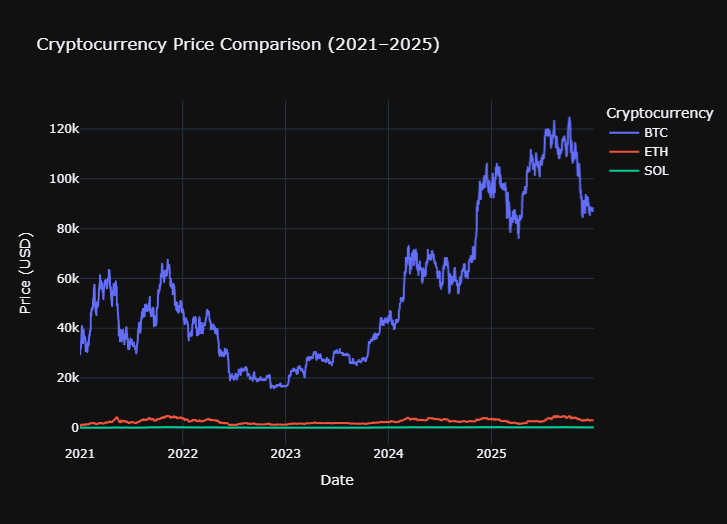 Cryptocurrency Price Comparison (2021–2025)
Cryptocurrency
BTC
ETH
SOL
120k
100k
80k
60k
40k
20k
0
Price (USD)
2021 2022 2023 2024 2025
Date